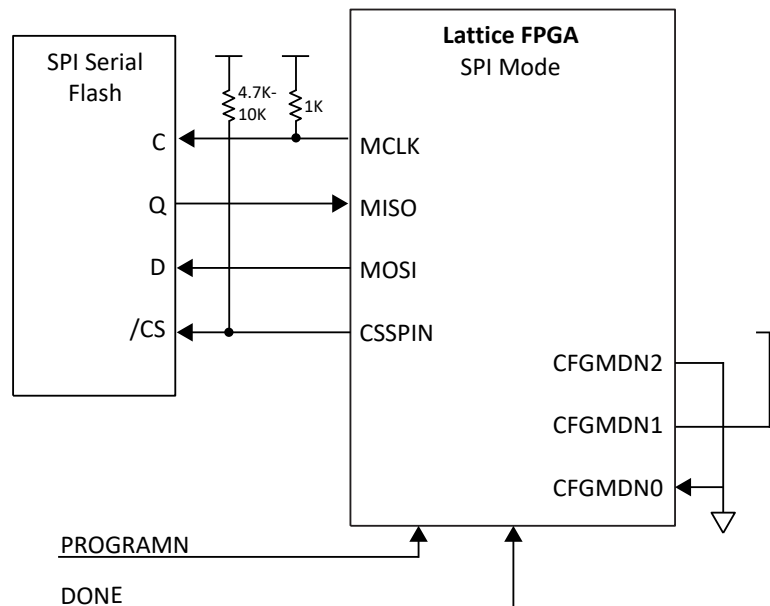 Lattice FPGA
SPI Mode
SPI Serial
Flash
4.7K-
10K
1K
C
MCLK
Q
MISO
D
MOSI
/CS
CSSPIN
CFGMDN2
CFGMDN1
CFGMDN0
PROGRAMN
DONE